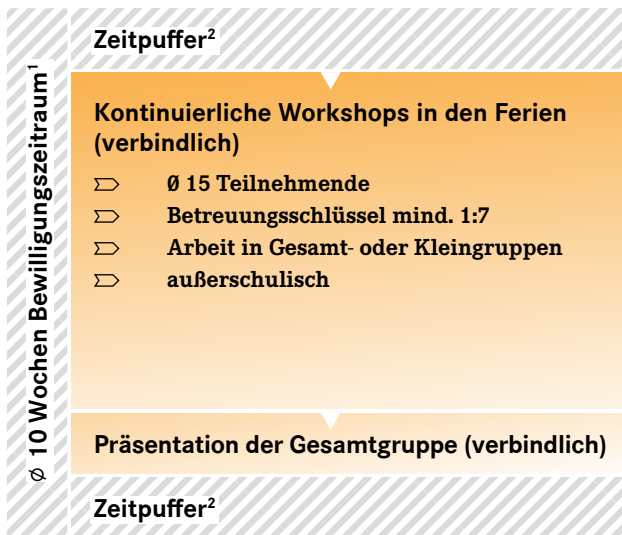 ⌀ 10 Wochen Bewilligungszeitraum¹
Zeitpuffer²
Kontinuierliche Workshops in den Ferien
(verbindlich)
Ø 15 Teilnehmende
Betreuungsschlüssel mind. 1:7
Arbeit in Gesamt- oder Kleingruppen
außerschulisch
Präsentation der Gesamtgruppe (verbindlich)
Zeitpuffer²